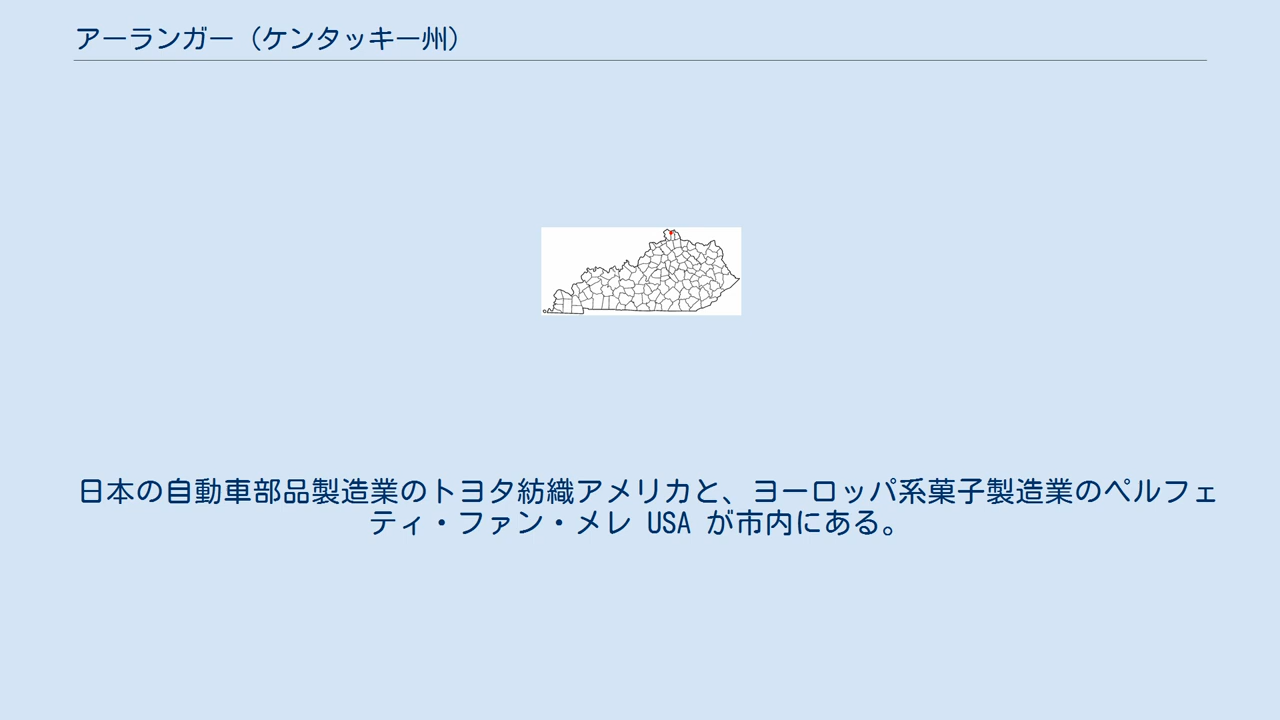 アーランガー（ケンタッキー州）
日本の自動車部品製造業のトヨタ紡織アメリカと、ヨーロッパ系菓子製造業のペルフェ
ティ・ファン・メレ USA が市内にある。